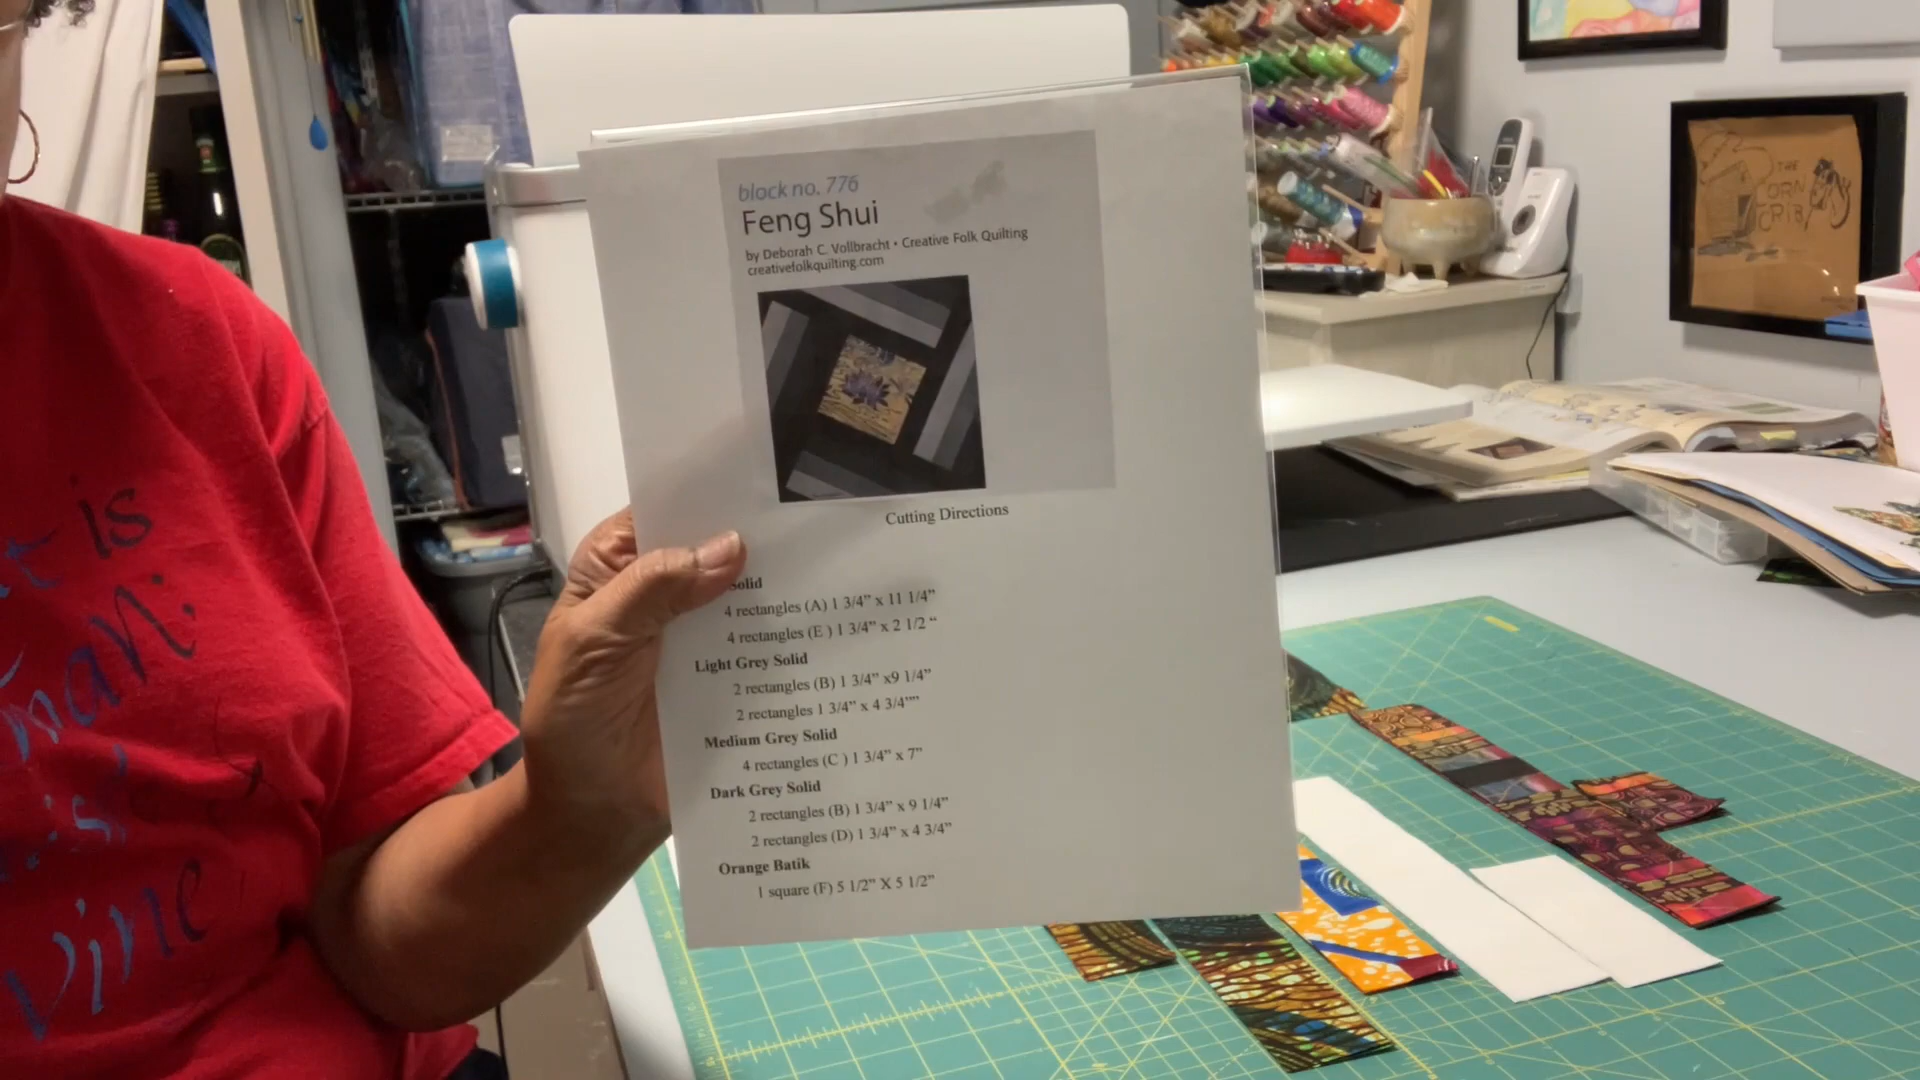 block no. 776
Feng Shui
by Deborah C. Vollbracht • Creative Folk Quilting
creativefolkquilting.com
Cutting Directions
Solid
4 rectangles (A) 1 3/4” x 11 1/4”
4 rectangles (E ) 1 3/4” x 2 1/2 “
Light Grey Solid
2 rectangles (B) 1 3/4” x9 1/4”
2 rectangles 1 3/4” x 4 3/4””
Medium Grey Solid
4 rectangles (C ) 1 3/4” x 7”
Dark Grey Solid
2 rectangles (B) 1 3/4” x 9 1/4”
2 rectangles (D) 1 3/4” x 4 3/4”
Orange Batik
1 square (F) 5 1/2” X 5 1/2”
is
THE
CRIB